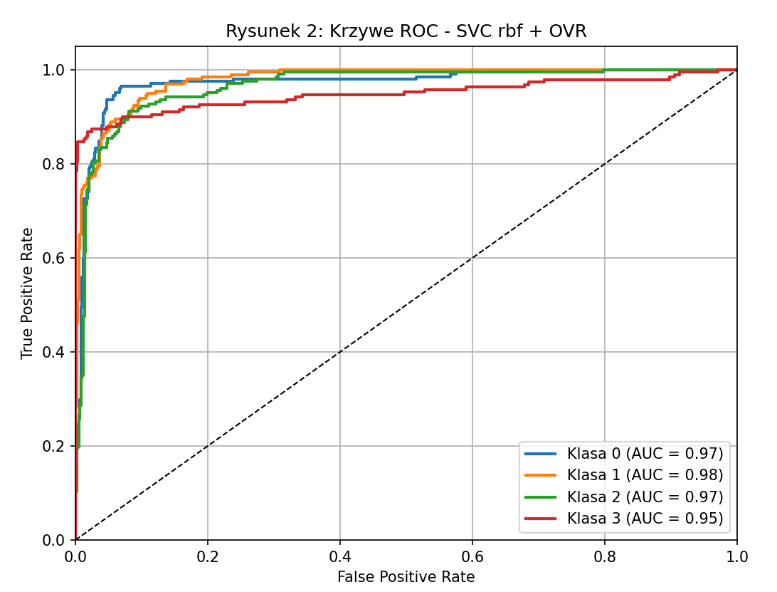 Rysunek 2: Krzywe ROC - SVC rbf + OVR
1.0
0.8
0.6
0.4
0.2
0.0
True Positive Rate
Klasa 0 (AUC = 0.97)
Klasa 1 (AUC = 0.98)
Klasa 2 (AUC = 0.97)
Klasa 3 (AUC = 0.95)
0.0 0.2 0.4 0.6 0.8 1.0
False Positive Rate